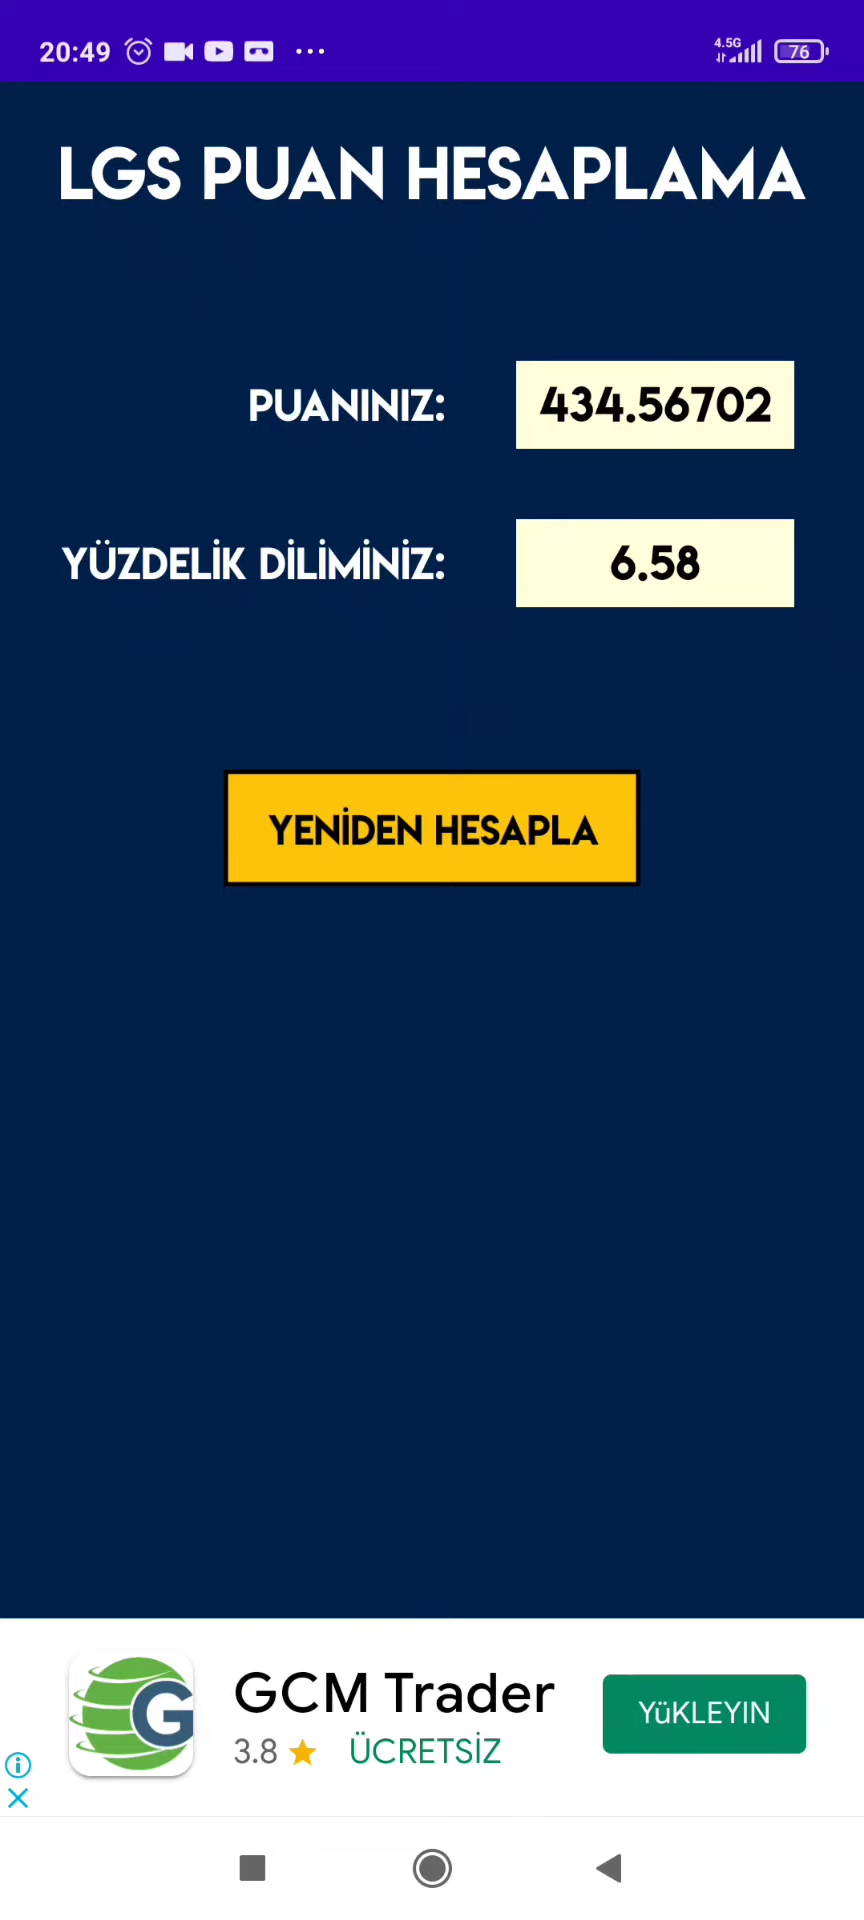 20:49 4.5G 76
LGS PUAN HESAPLAMA
PUANINIZ: 434.56702
YÜZDELİK DİLİMİNİZ: 6.58
YENİDEN HESAPLA
G
GCM Trader
3.8 ÜCRETSİZ
YüKLEYIN